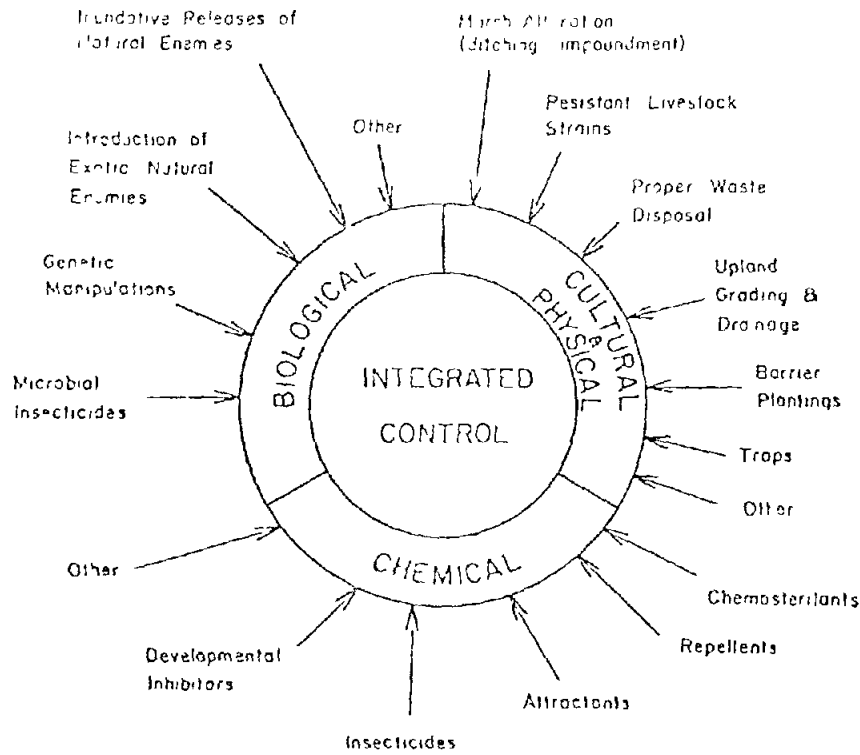 Inundative Releases of
Natural Enemies
Marsh Alteration
(ditching impoundment)
Other
Resistant Livestock
Strains
Introduction of
Exotic Natural
Enemies
Proper Waste
Disposal
Genetic
Manipulations
Upland
Grading &
Drainage
Microbial
Insecticides
Barrier
Plantings
Traps
Other
BIOLOGICAL
CULTURAL
&
PHYSICAL
INTEGRATED
CONTROL
CHEMICAL
Other
Chemosterilants
Repellents
Developmental
Inhibitors
Attractants
Insecticides